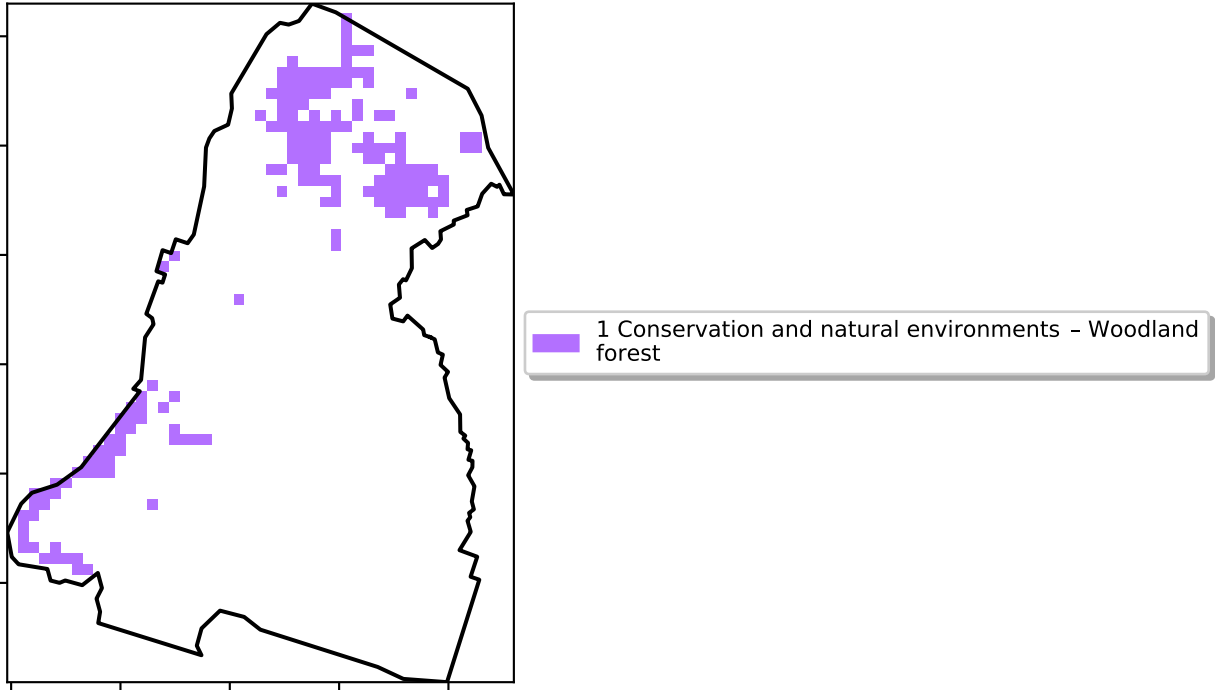 1 Conservation and natural environments – Woodland
forest